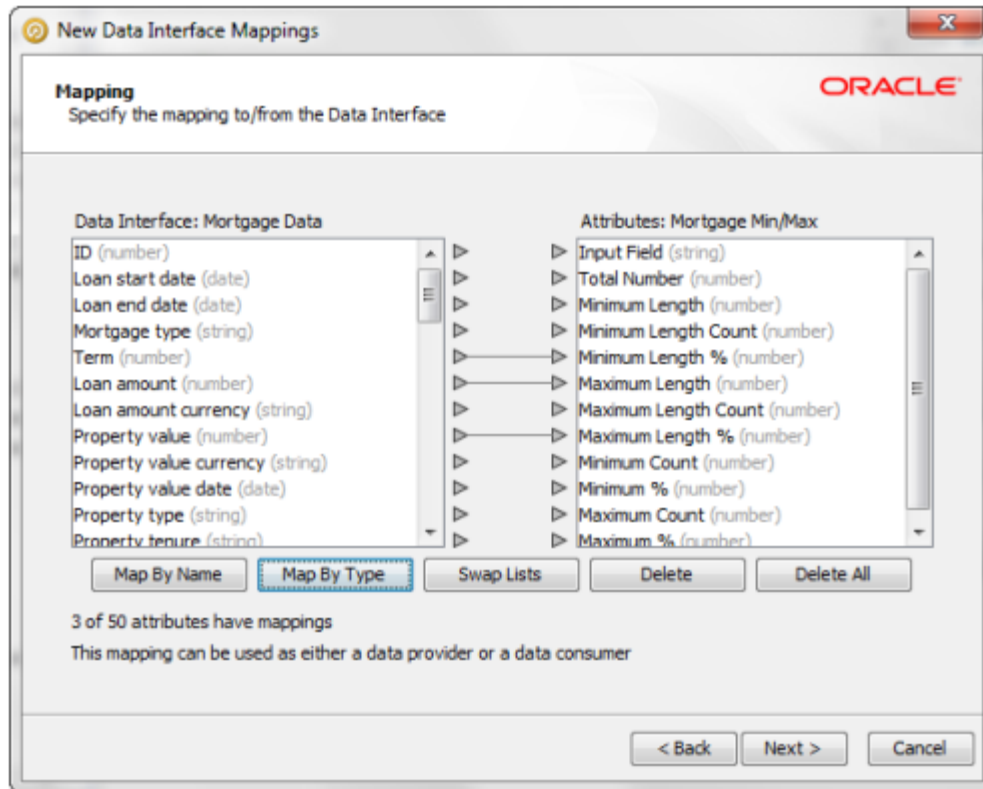 New Data Interface Mappings
Mapping
ORACLE
Specify the mapping to/from the Data Interface
Data Interface: Mortgage Data
Attributes: Mortgage Min/Max
ID (number)
Input Field (string)
Loan start date (date)
Total Number (number)
Loan end date (date)
Minimum Length (number)
Mortgage type (string)
Minimum Length Count (number)
Term (number)
Minimum Length % (number)
Loan amount (number)
Maximum Length (number)
Loan amount currency (string)
Maximum Length Count (number)
Property value (number)
Maximum Length % (number)
Property value currency (string)
Minimum Count (number)
Property value date (date)
Minimum % (number)
Property type (string)
Maximum Count (number)
Property tenure (string)
Maximum % (number)
Map By Name
Map By Type
Swap Lists
Delete
Delete All
3 of 50 attributes have mappings
This mapping can be used as either a data provider or a data consumer
< Back
Next >
Cancel